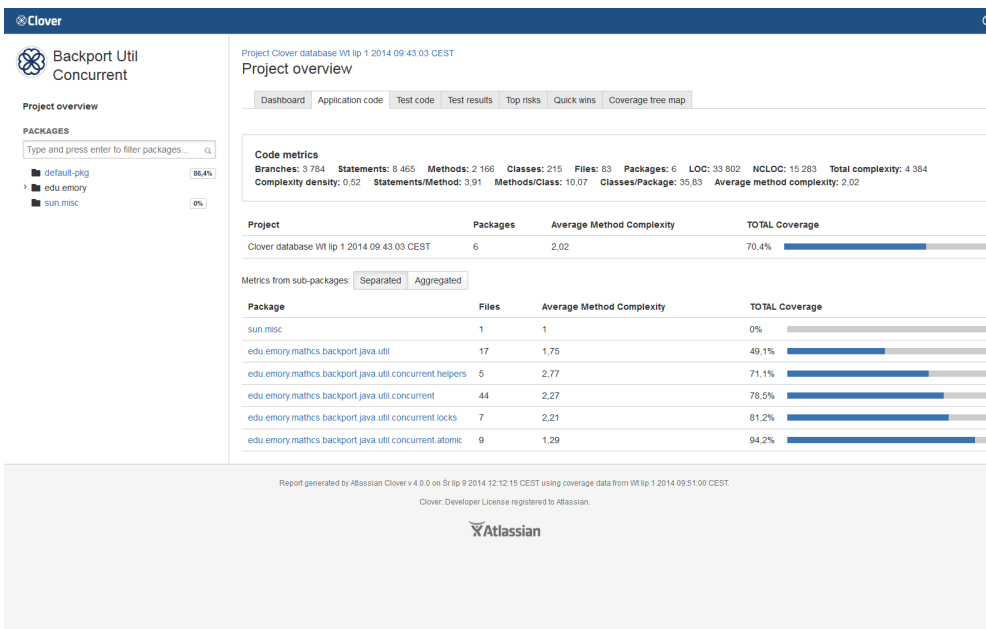 Clover
Backport Util
Concurrent
Project overview
PACKAGES
Type and press enter to filter packages...
default-pkg 86,4%
edu.emory
sun.misc 0%
Project Clover database Wt lip 1 2014 09:43:03 CEST
Project overview
Dashboard Application code Test code Test results Top risks Quick wins Coverage tree map
Code metrics
Branches: 3 784 Statements: 8 465 Methods: 2 166 Classes: 215 Files: 83 Packages: 6 LOC: 33 802 NCLOC: 15 283 Total complexity: 4 384
Complexity density: 0,52 Statements/Method: 3,91 Methods/Class: 10,07 Classes/Package: 35,83 Average method complexity: 2,02
Project Packages Average Method Complexity TOTAL Coverage
Clover database Wt lip 1 2014 09:43:03 CEST 6 2,02 70,4%
Metrics from sub-packages: Separated Aggregated
Package Files Average Method Complexity TOTAL Coverage
sun.misc 1 1 0%
edu.emory.mathcs.backport.java.util 17 1,75 49,1%
edu.emory.mathcs.backport.java.util.concurrent.helpers 5 2,77 71,1%
edu.emory.mathcs.backport.java.util.concurrent 44 2,27 78,5%
edu.emory.mathcs.backport.java.util.concurrent.locks 7 2,21 81,2%
edu.emory.mathcs.backport.java.util.concurrent.atomic 9 1,29 94,2%
Report generated by Atlassian Clover v 4.0.0 on Śr lip 9 2014 12:12:15 CEST using coverage data from Wt lip 1 2014 09:51:00 CEST.
Clover: Developer License registered to Atlassian.
Atlassian